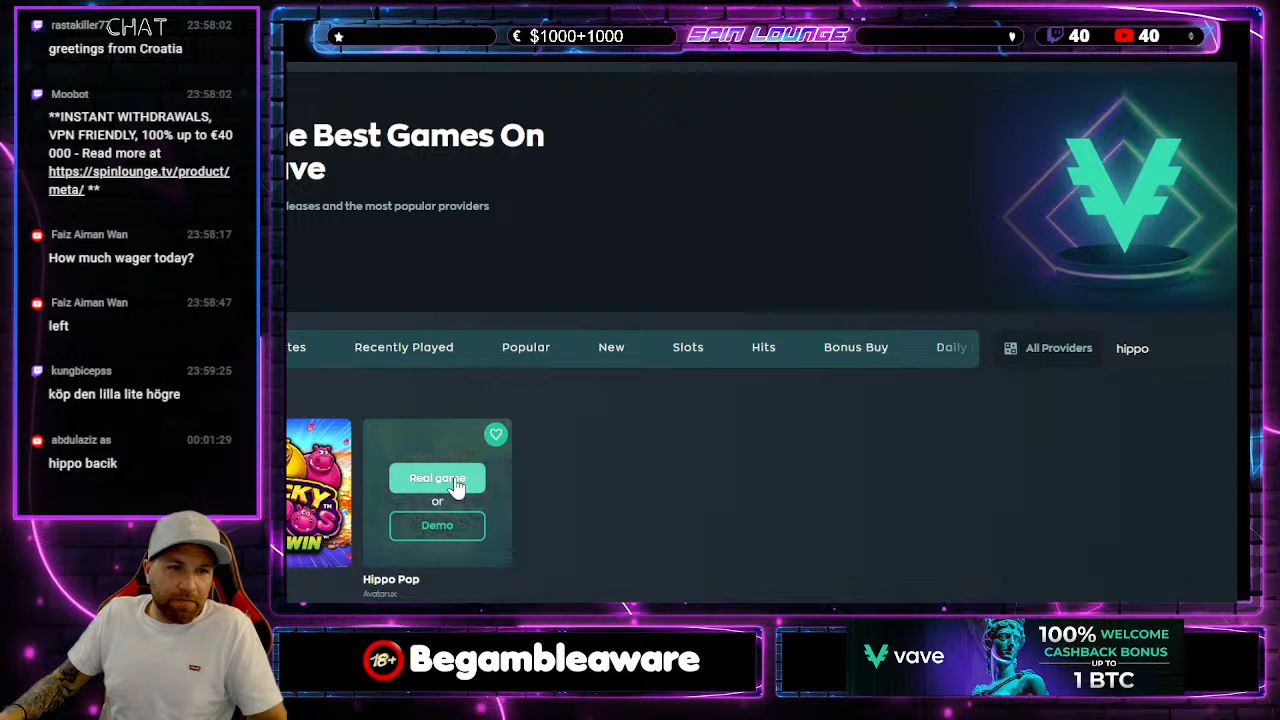 CHAT
rastakiller77 23:58:02
greetings from Croatia
Moobot 23:58:02
**INSTANT WITHDRAWALS,
VPN FRIENDLY, 100% up to €40
000 - Read more at
https://spinlounge.tv/product/
meta/ **
Faiz Aiman Wan 23:58:17
How much wager today?
Faiz Aiman Wan 23:58:47
left
kungbicepss 23:59:25
köp den lilla lite högre
abdulaziz as 00:01:29
hippo bacik
€ $1000+1000
SPIN LOUNGE
40
40
e Best Games On
ve
leases and the most popular providers
V
tes Recently Played Popular New Slots Hits Bonus Buy Daily
All Providers
hippo
WIN
Real game
or
Demo
Hippo Pop
Avatarux
18+ Begambleaware
vave
100% WELCOME
CASHBACK BONUS
UP TO
1 BTC